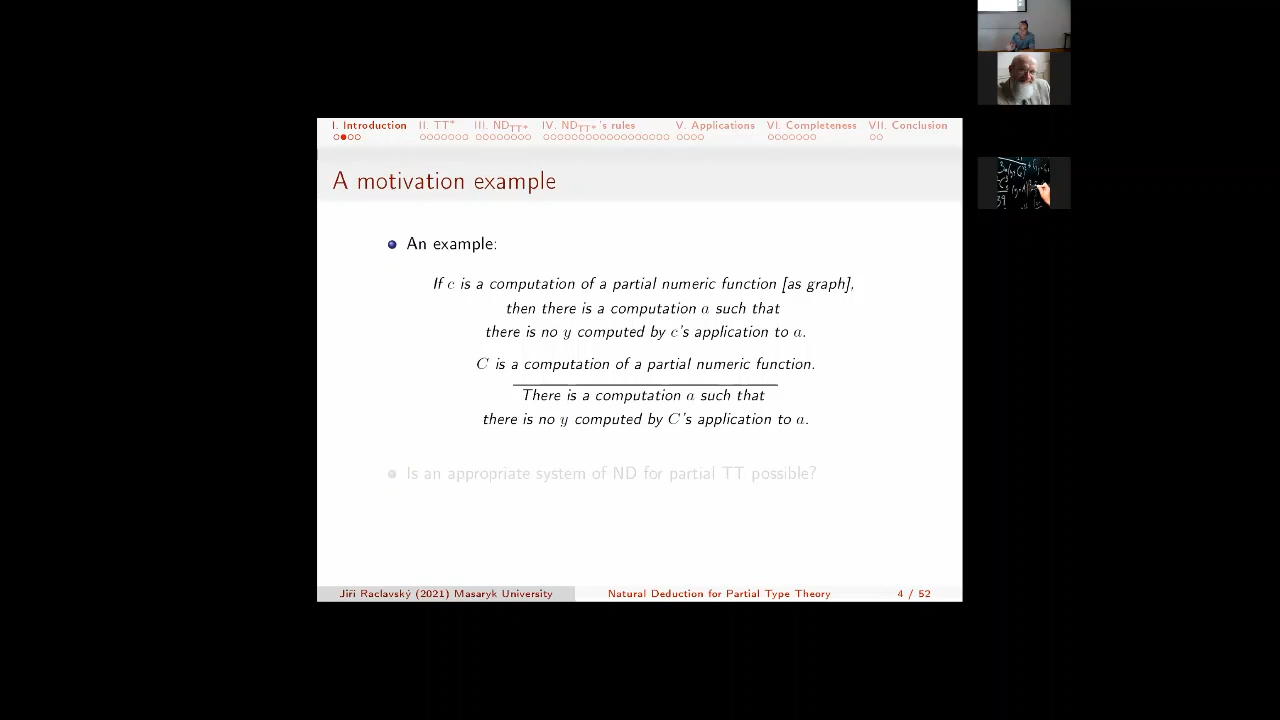 I. Introduction II. TT* III. ND_TT* IV. ND_TT*'s rules V. Applications VI. Completeness VII. Conclusion
A motivation example
An example:
If c is a computation of a partial numeric function [as graph],
then there is a computation a such that
there is no y computed by c's application to a.
C is a computation of a partial numeric function.
There is a computation a such that
there is no y computed by C's application to a.
Is an appropriate system of ND for partial TT possible?
Jiří Raclavský (2021) Masaryk University Natural Deduction for Partial Type Theory 4 / 52